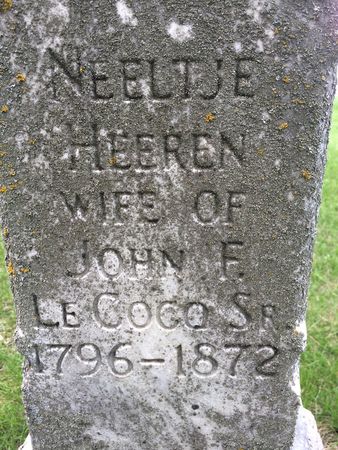 NEELTJE
HEEREN
WIFE OF
JOHN F.
LE COCQ SR.
1796-1872